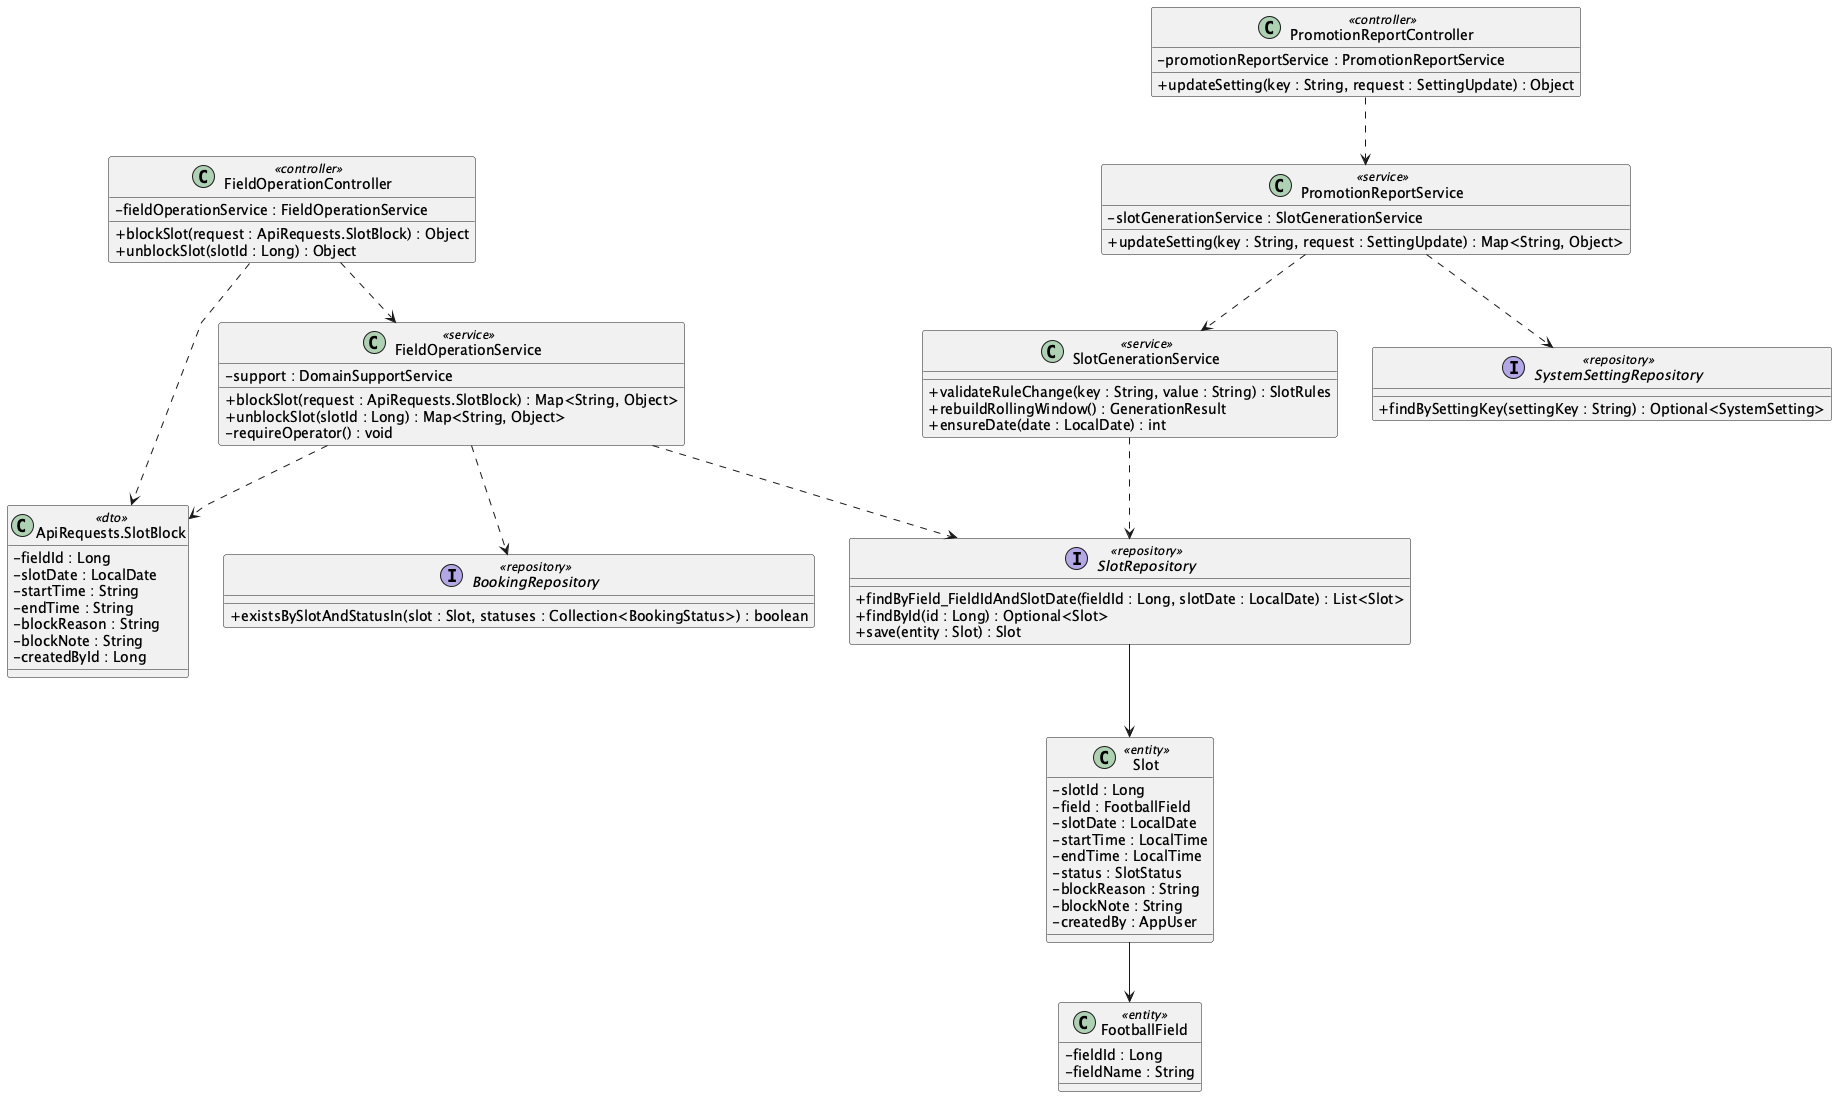 «controller»
C PromotionReportController
-promotionReportService : PromotionReportService
+updateSetting(key : String, request : SettingUpdate) : Object
«controller»
C FieldOperationController
-fieldOperationService : FieldOperationService
+blockSlot(request : ApiRequests.SlotBlock) : Object
+unblockSlot(slotId : Long) : Object
«service»
C PromotionReportService
-slotGenerationService : SlotGenerationService
+updateSetting(key : String, request : SettingUpdate) : Map<String, Object>
«service»
C FieldOperationService
-support : DomainSupportService
+blockSlot(request : ApiRequests.SlotBlock) : Map<String, Object>
+unblockSlot(slotId : Long) : Map<String, Object>
-requireOperator() : void
«service»
C SlotGenerationService
+validateRuleChange(key : String, value : String) : SlotRules
+rebuildRollingWindow() : GenerationResult
+ensureDate(date : LocalDate) : int
«repository»
I SystemSettingRepository
+findBySettingKey(settingKey : String) : Optional<SystemSetting>
«dto»
C ApiRequests.SlotBlock
-fieldId : Long
-slotDate : LocalDate
-startTime : String
-endTime : String
-blockReason : String
-blockNote : String
-createdById : Long
«repository»
I BookingRepository
+existsBySlotAndStatusIn(slot : Slot, statuses : Collection<BookingStatus>) : boolean
«repository»
I SlotRepository
+findByField_FieldIdAndSlotDate(fieldId : Long, slotDate : LocalDate) : List<Slot>
+findById(id : Long) : Optional<Slot>
+save(entity : Slot) : Slot
«entity»
C Slot
-slotId : Long
-field : FootballField
-slotDate : LocalDate
-startTime : LocalTime
-endTime : LocalTime
-status : SlotStatus
-blockReason : String
-blockNote : String
-createdBy : AppUser
«entity»
C FootballField
-fieldId : Long
-fieldName : String